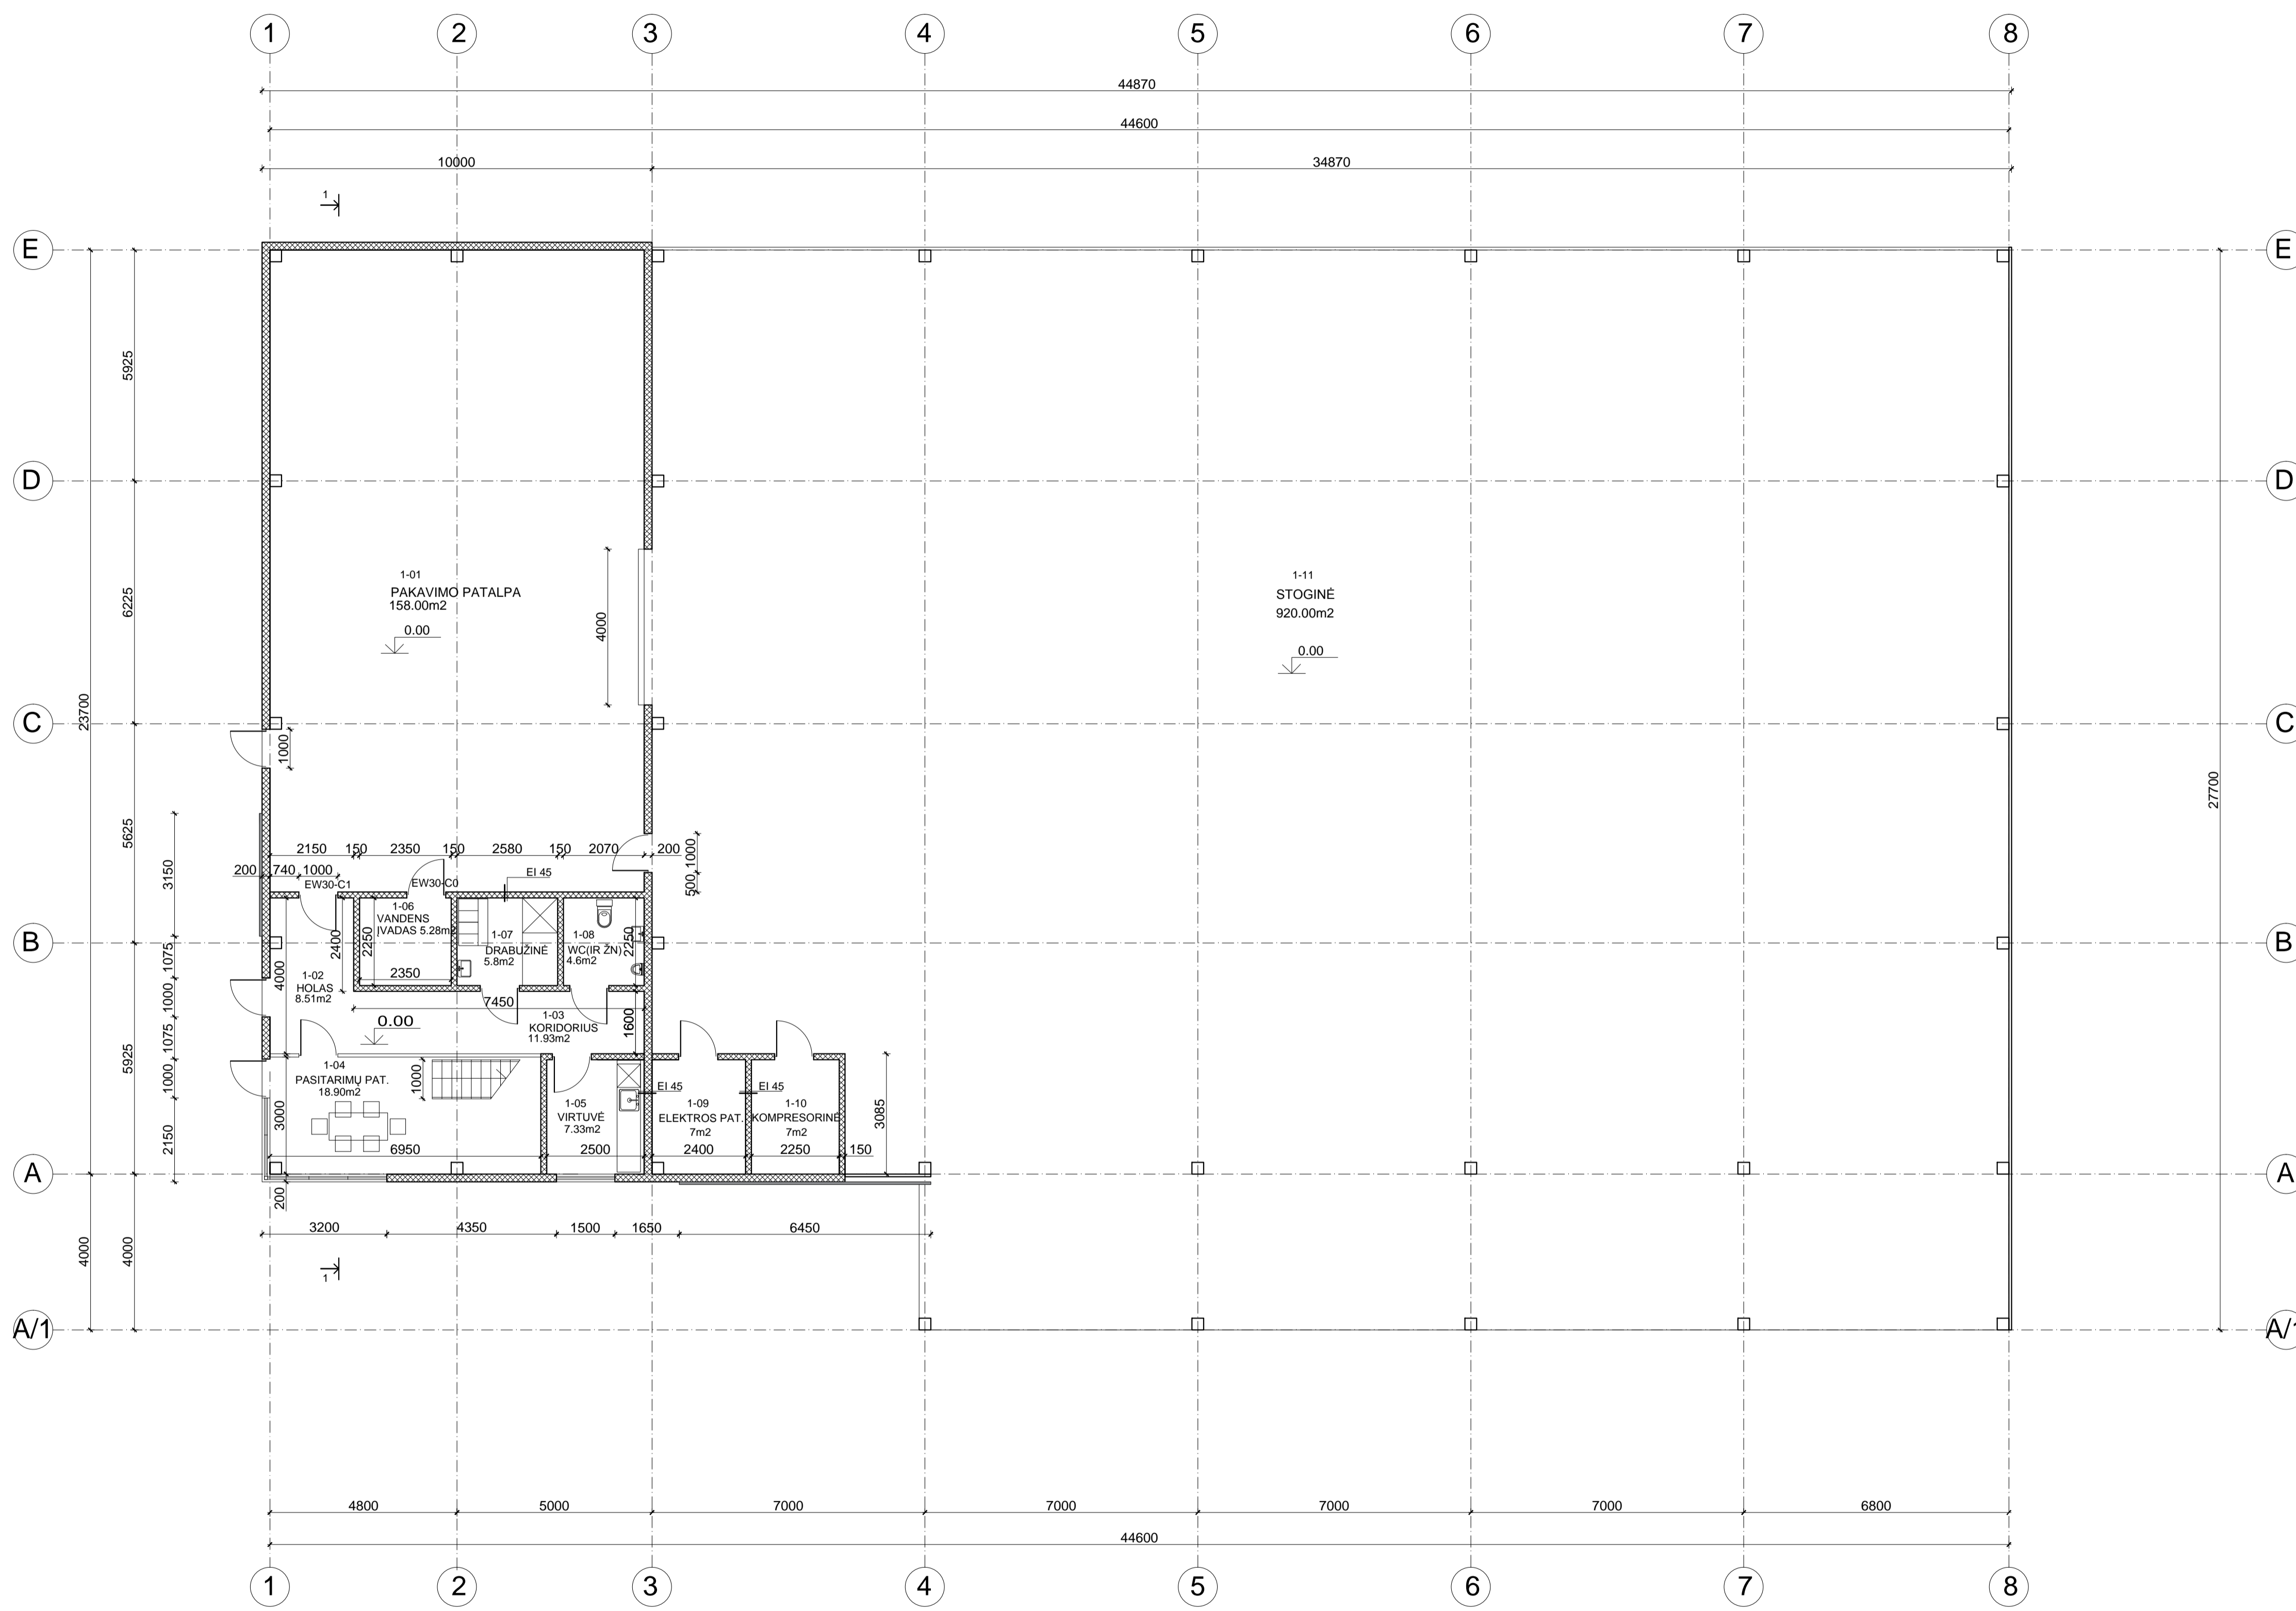 1 2 3 4 5 6 7 8
44870
44600
10000 34870
1
E E
5925
D D
6225
23700
1-01
PAKAVIMO PATALPA
158.00m2
0.00
4000
1-11
STOGINĖ
920.00m2
0.00
C C
1000
27700
5625
3150
2150 150 2350 150 2580 150 2070 200
1000
500
200 740 1000
EW30-C1 EW30-C0 EI 45
1-06
VANDENS
ĮVADAS 5.28m2
2400
2250
2350
1-07
DRABUŽINĖ
5.8m2
1-08
WC(IR ŽN)
4.6m2
2250
B B
1075
4000
1-02
HOLAS
8.51m2
1000
7450
0.00
1-03
KORIDORIUS
11.93m2
1600
1075
5925
1-04
PASITARIMŲ PAT.
18.90m2
1000
1000
3000
6950
2150
1-05
VIRTUVĖ
7.33m2
2500
EI 45
1-09
ELEKTROS PAT.
7m2
2400
EI 45
1-10
KOMPRESORINĖ
7m2
2250 150
3085
A A
200
3200 4350 1500 1650 6450
4000 4000
1
A/1 A/1
4800 5000 7000 7000 7000 7000 6800
44600
1 2 3 4 5 6 7 8